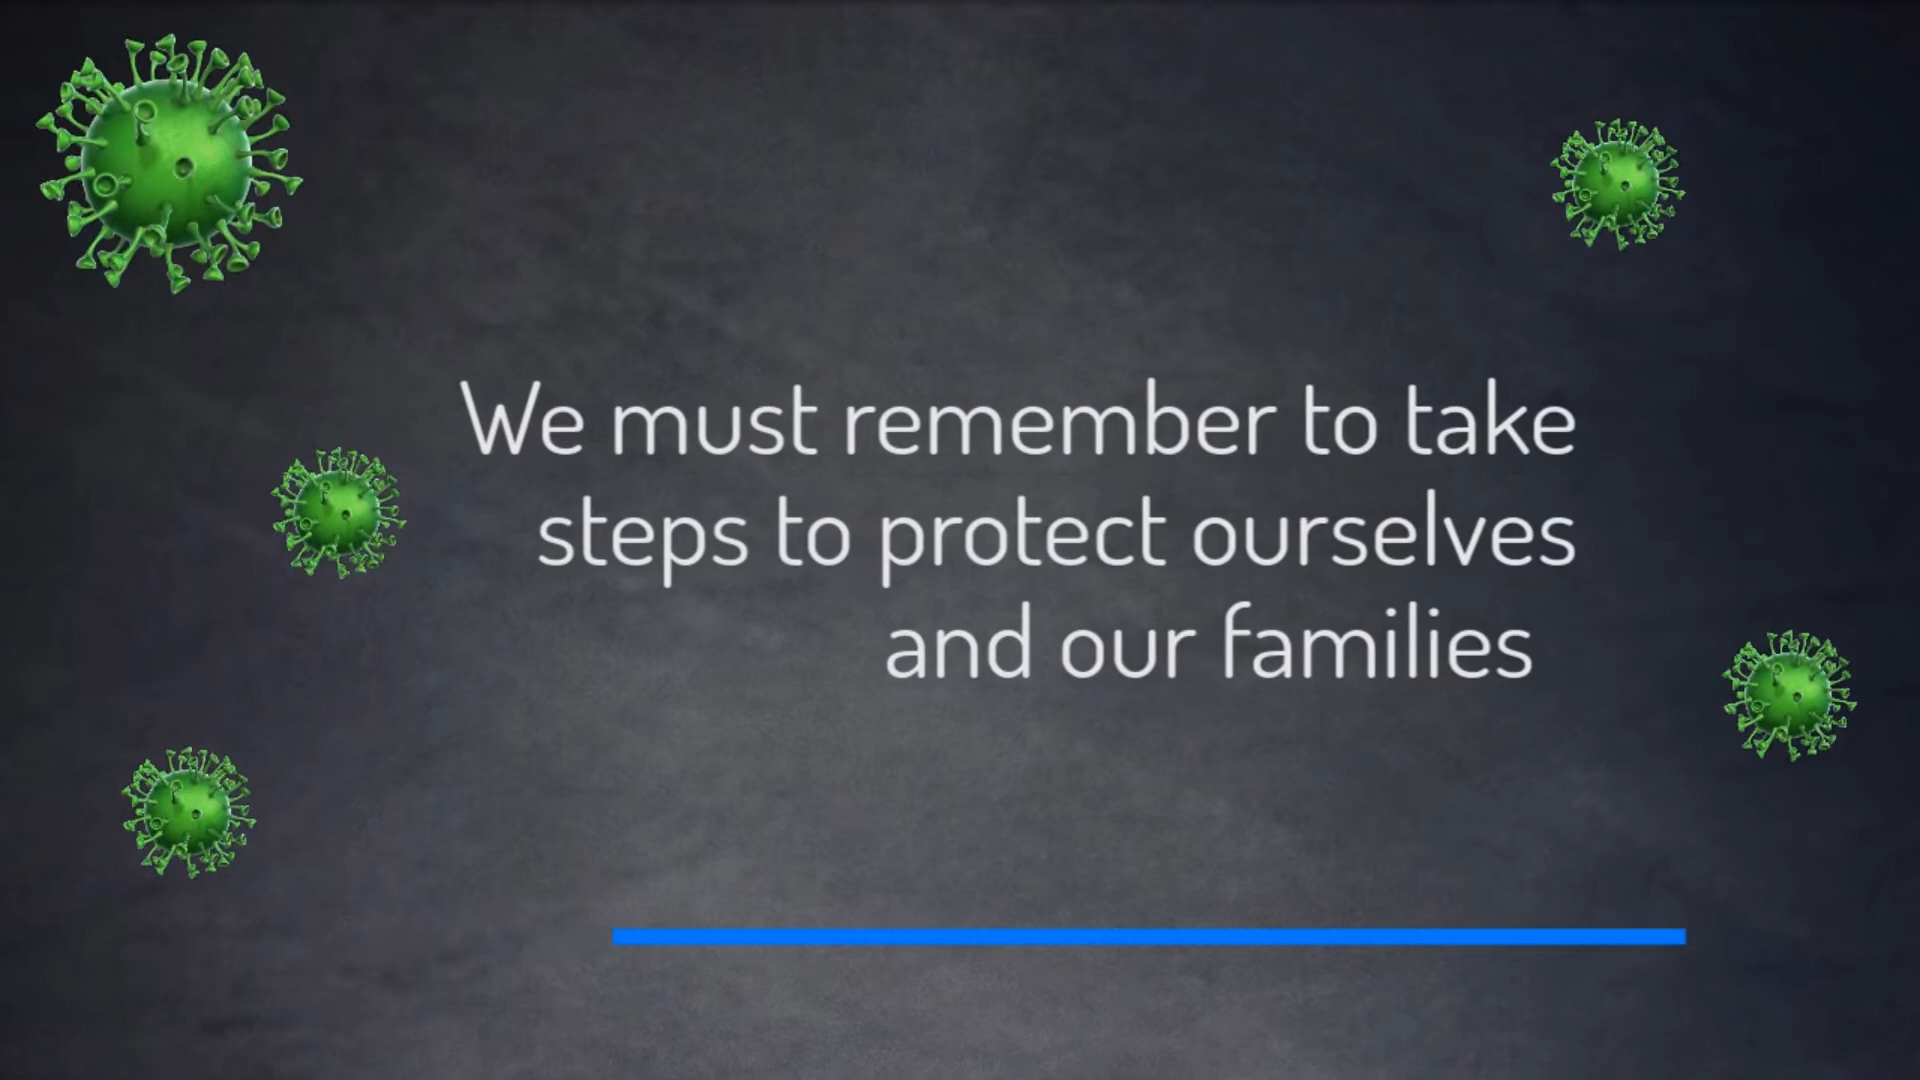 We must remember to take
steps to protect ourselves
and our families